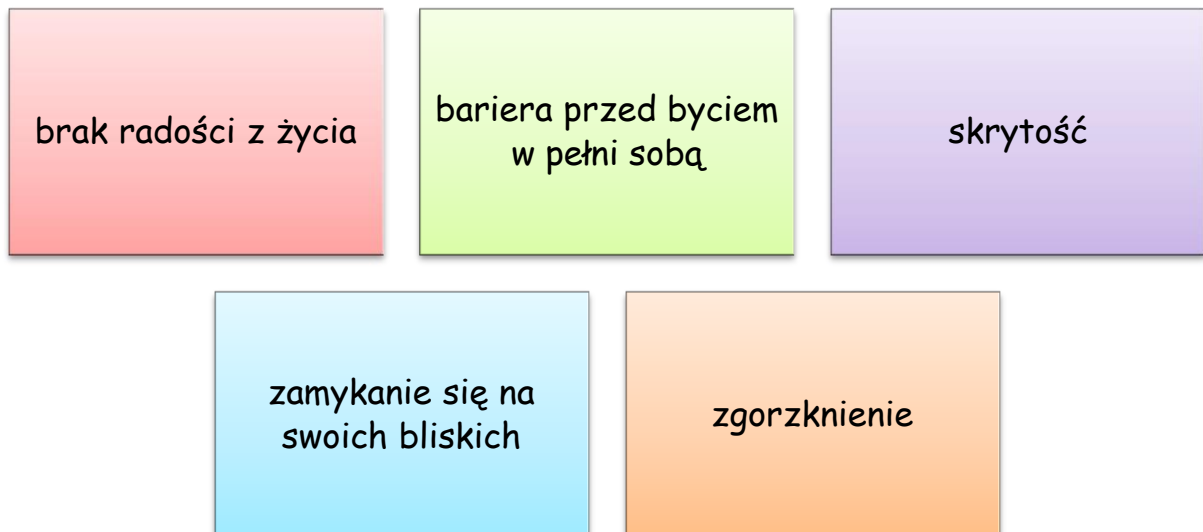 brak radości z życia
bariera przed byciem
w pełni sobą
skrytość
zamykanie się na
swoich bliskich
zgorzknienie